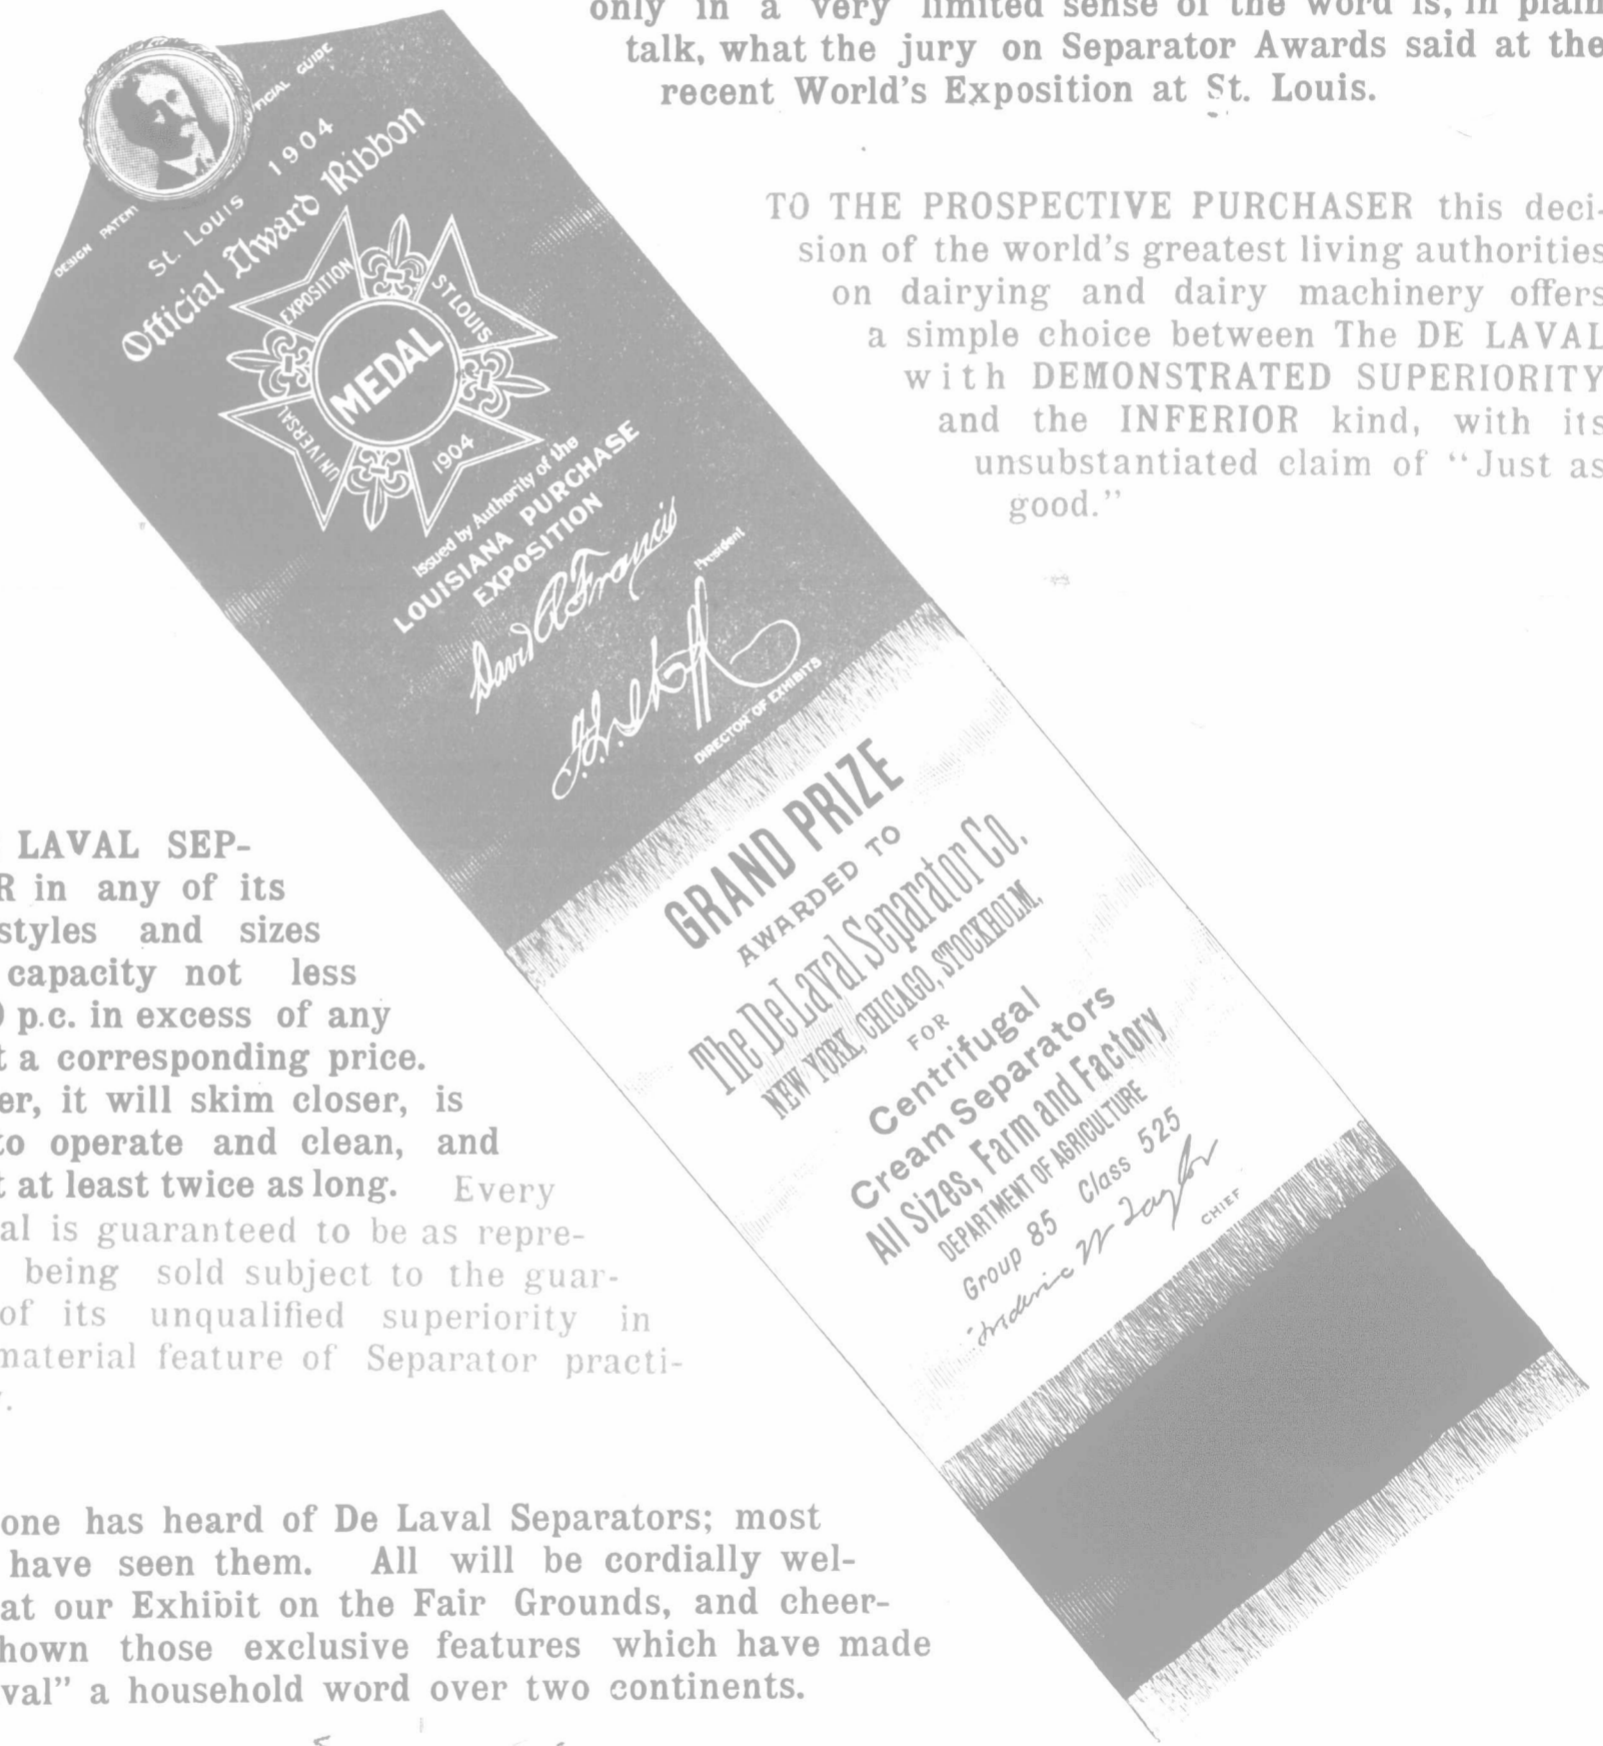 only in a very limited sense of the word is, in plain
talk, what the jury on Separator Awards said at the
recent World's Exposition at St. Louis.
TO THE PROSPECTIVE PURCHASER this deci-
sion of the world's greatest living authorities
on dairying and dairy machinery offers
a simple choice between The DE LAVAL
with DEMONSTRATED SUPERIORITY
and the INFERIOR kind, with its
unsubstantiated claim of “Just as
good.”
OFFICIAL GUIDE
DESIGN PATENT
St. Louis 1904
Official Award Ribbon
UNIVERSAL
EXPOSITION
ST LOUIS
1904
MEDAL
Issued by Authority of the
LOUISIANA PURCHASE
EXPOSITION
David R Francis
President
DIRECTOR OF EXHIBITS
GRAND PRIZE
AWARDED TO
The De Laval Separator Co.
NEW YORK, CHICAGO, STOCKHOLM,
FOR
Centrifugal
Cream Separators
All Sizes, Farm and Factory
DEPARTMENT OF AGRICULTURE
Group 85 Class 525
Frederic W Taylor
CHIEF
LAVAL SEP-
R in any of its
styles and sizes
capacity not less
p.c. in excess of any
t a corresponding price.
er, it will skim closer, is
to operate and clean, and
t at least twice as long. Every
al is guaranteed to be as repre-
being sold subject to the guar-
of its unqualified superiority in
material feature of Separator practi-
.
one has heard of De Laval Separators; most
have seen them. All will be cordially wel-
at our Exhibit on the Fair Grounds, and cheer-
hown those exclusive features which have made
val” a household word over two continents.